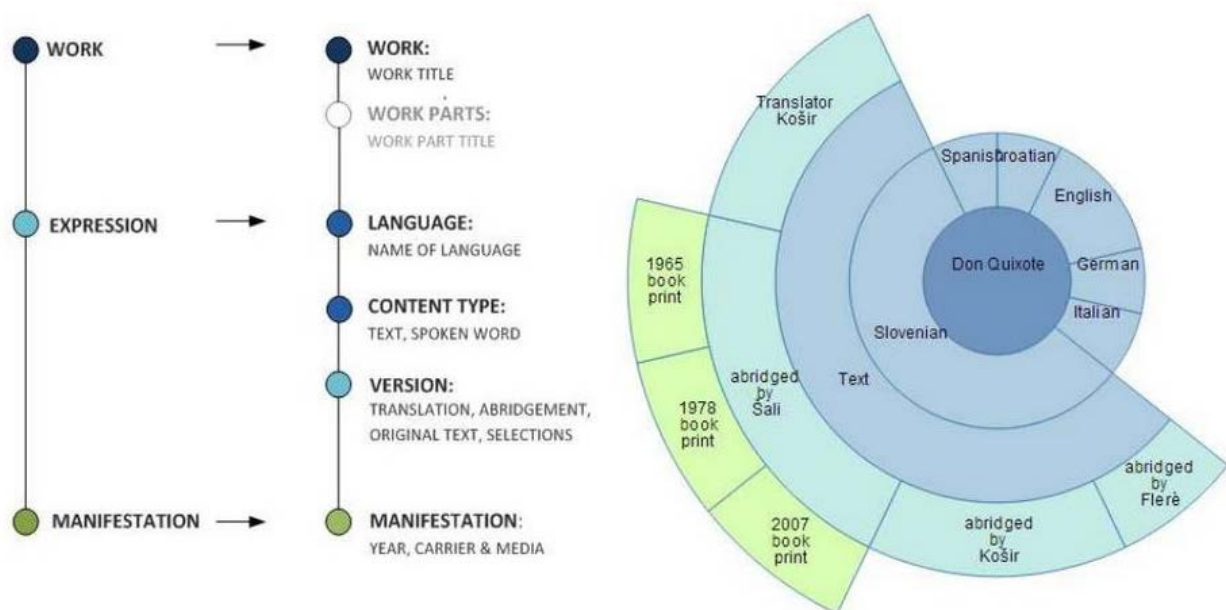 WORK
EXPRESSION
MANIFESTATION
WORK:
WORK TITLE
WORK PARTS:
WORK PART TITLE
LANGUAGE:
NAME OF LANGUAGE
CONTENT TYPE:
TEXT, SPOKEN WORD
VERSION:
TRANSLATION, ABRIDGEMENT,
ORIGINAL TEXT, SELECTIONS
MANIFESTATION:
YEAR, CARRIER & MEDIA
Translator
Košir
Spanish
Croatian
English
German
Italian
Don Quixote
Slovenian
Text
1965
book
print
abridged
by
Šali
1978
book
print
2007
book
print
abridged
by
Košir
abridged
by
Flerè